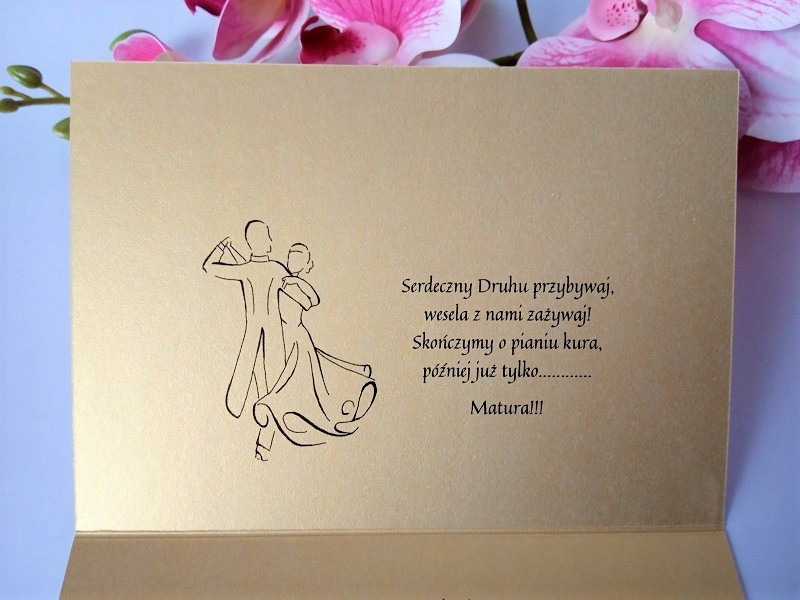 Serdeczny Druhu przybywaj,
wesela z nami zażywaj!
Skończymy o pianiu kura,
później już tylko............
Matura!!!